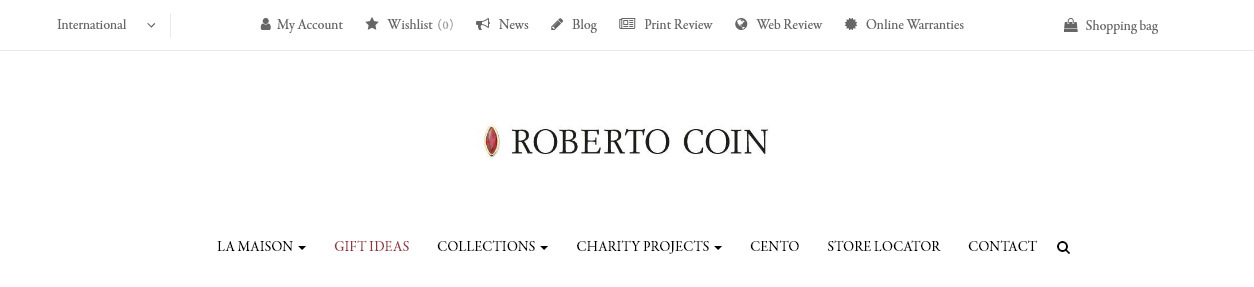 International My Account Wishlist (0) News Blog Print Review Web Review Online Warranties Shopping bag
ROBERTO COIN
LA MAISON GIFT IDEAS COLLECTIONS CHARITY PROJECTS CENTO STORE LOCATOR CONTACT